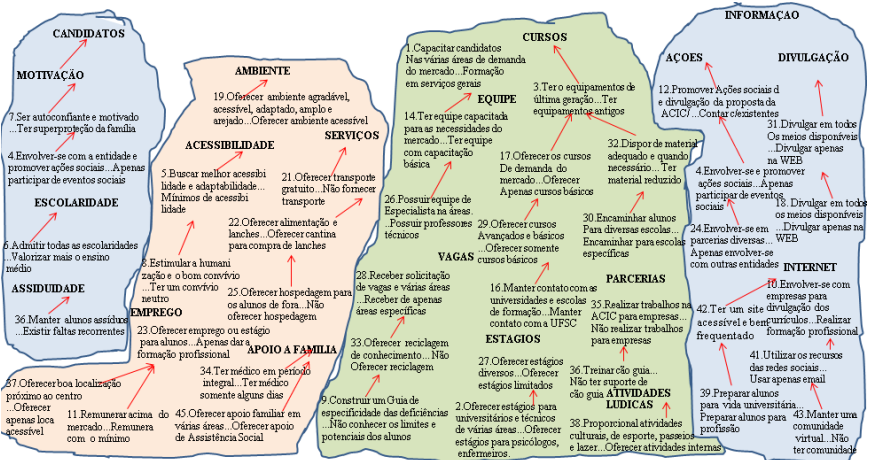 CANDIDATOS
MOTIVAÇÃO
7.Ser autoconfiante e motivado
...Ter superproteção da família
4.Envolver-se com a entidade e
promover ações sociais...Apenas
participar de eventos sociais
ESCOLARIDADE
6.Admitir todas as escolaridades
...Valorizar mais o ensino
médio
ASSIDUIDADE
36.Manter alunos assíduos
...Existir faltas recorrentes
AMBIENTE
19.Oferecer ambiente agradável,
acessível, adaptado, amplo e
arejado...Oferecer ambiente acessível
SERVIÇOS
ACESSIBILIDADE
5.Buscar melhor acessibi
lidade e adaptabilidade...
Mínimos de acessibi
lidade
21.Oferecer transporte
gratuito...Não fornecer
transporte
22.Oferecer alimentação e
lanches...Oferecer cantina
para compra de lanches
8.Estimular a humani
zação e o bom convívio
...Ter um convívio
neutro
25.Oferecer hospedagem para
os alunos de fora...Não
oferecer hospedagem
EMPREGO
23.Oferecer emprego ou estágio
para alunos...Apenas dar a
formação profissional
APOIO A FAMILIA
34.Ter médico em período
integral...Ter médico
somente alguns dias
37.Oferecer boa localização
próximo ao centro
...Oferecer
apenas loca
acessível
11.Remunerar acima do
mercado...Remunera
com o mínimo
45.Oferecer apoio familiar em
várias áreas...Oferecer apoio
de Assistência Social
CURSOS
1.Capacitar candidatos
Nas várias áreas de demanda
do mercado...Formação
em serviços gerais
3.Ter o equipamentos de
última geração...Ter
equipamentos antigos
EQUIPE
14.Ter equipe capacitada
para as necesidades do
mercado...Ter equipe
com capacitação
básica
17.Oferecer os cursos
De demanda do
mercado...Oferecer
Apenas cursos básicos
32.Dispor de material
adequado e quando
necessário... Ter
material reduzido
26.Possuir equipe de
Especialista na áreas.
..Possuir professores
técnicos
29.Oferecer cursos
Avançados e básicos
...Oferecer somente
cursos básicos
30.Encaminhar alunos
Para diversas escolas...
Encaminhar para escolas
específicas
VAGAS
28.Receber solicitação
de vagas e várias áreas
...Receber de apenas
áreas específicas
16.Manter contato com as
universidades e escolas
de formação...Manter
contato com a UFSC
PARCERIAS
35.Realizar trabalhos na
ACIC para empresas...
Não realizar trabalhos
para empresas
ESTAGIOS
33.Oferecer reciclagem
de conhecimento...Não
Oferecer reciclagem
27.Oferecer estágios
diversos...Oferecer
estágios limitados
36.Treinar cão guia...
Não ter suporte de
cão guia
ATIVIDADES
LUDICAS
9.Construir um Guia de
especificidade das deficiências
...Não conhecer os limites e
potenciais dos alunos
2.Oferecer estágios para
universitários e técnicos
de várias áreas...Oferecer
estágios para psicólogos,
enfermeiros.
38.Proporcional atividades
culturais, de esporte, passeios
e lazer...Oferecer atividades internas
INFORMAÇAO
AÇOES
DIVULGAÇÃO
12.Promover Ações sociais d
e divulgação da proposta da
ACIC/...Contar c/existentes
31.Divulgar em todos
Os meios disponíveis
...Divulgar apenas
na WEB
4.Envolver-se e promover
ações sociais...Apenas
participar de eventos
sociais
18. Divulgar em todos
os meios disponíveis
...Divulgar apenas na
WEB
24.Envolver-se em
parcerias diversas...
Apenas envolver-se
com outras entidades
INTERNET
10.Envolver-se com
empresas para
divulgação dos
currículos...Realizar
formação profissional
42.Ter um site
acessível e bem
frequentado
41.Utilizar os recursos
das redes sociais...
Usar apenas email
39.Preparar alunos
para vida universitária...
Preparar alunos para
profissão
43.Manter uma
comunidade
virtual...Não
ter comunidade